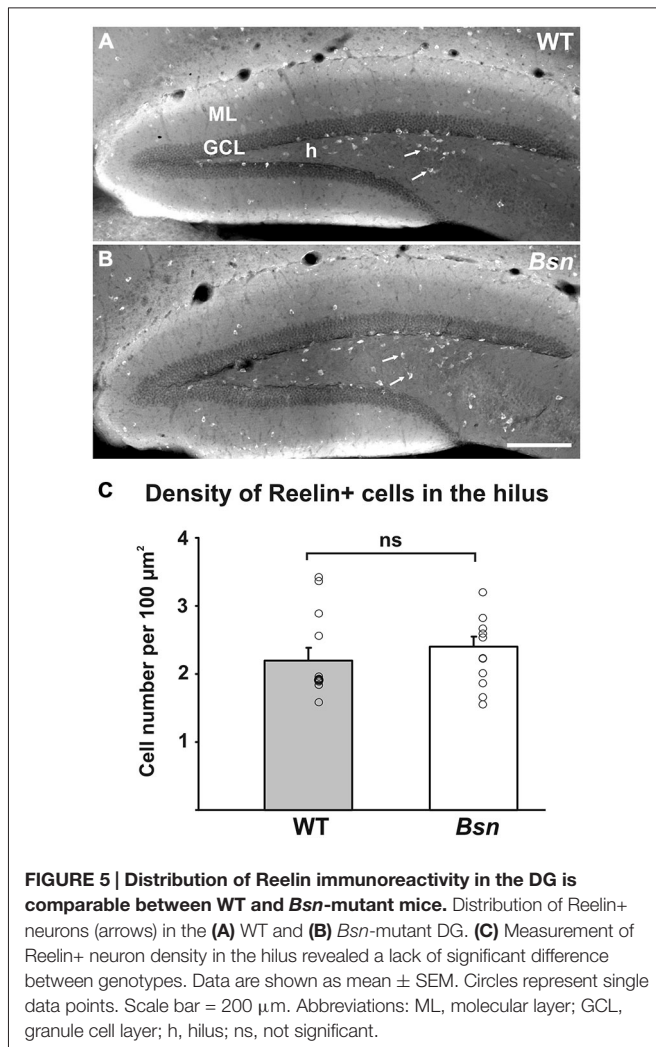 A
WT
ML
GCL
h
B
Bsn
C Density of Reelin+ cells in the hilus
Cell number per 100 µm²
4
3
2
1
ns
WT
Bsn
FIGURE 5 | Distribution of Reelin immunoreactivity in the DG is
comparable between WT and Bsn-mutant mice. Distribution of Reelin+
neurons (arrows) in the (A) WT and (B) Bsn-mutant DG. (C) Measurement of
Reelin+ neuron density in the hilus revealed a lack of significant difference
between genotypes. Data are shown as mean ± SEM. Circles represent single
data points. Scale bar = 200 µm. Abbreviations: ML, molecular layer; GCL,
granule cell layer; h, hilus; ns, not significant.